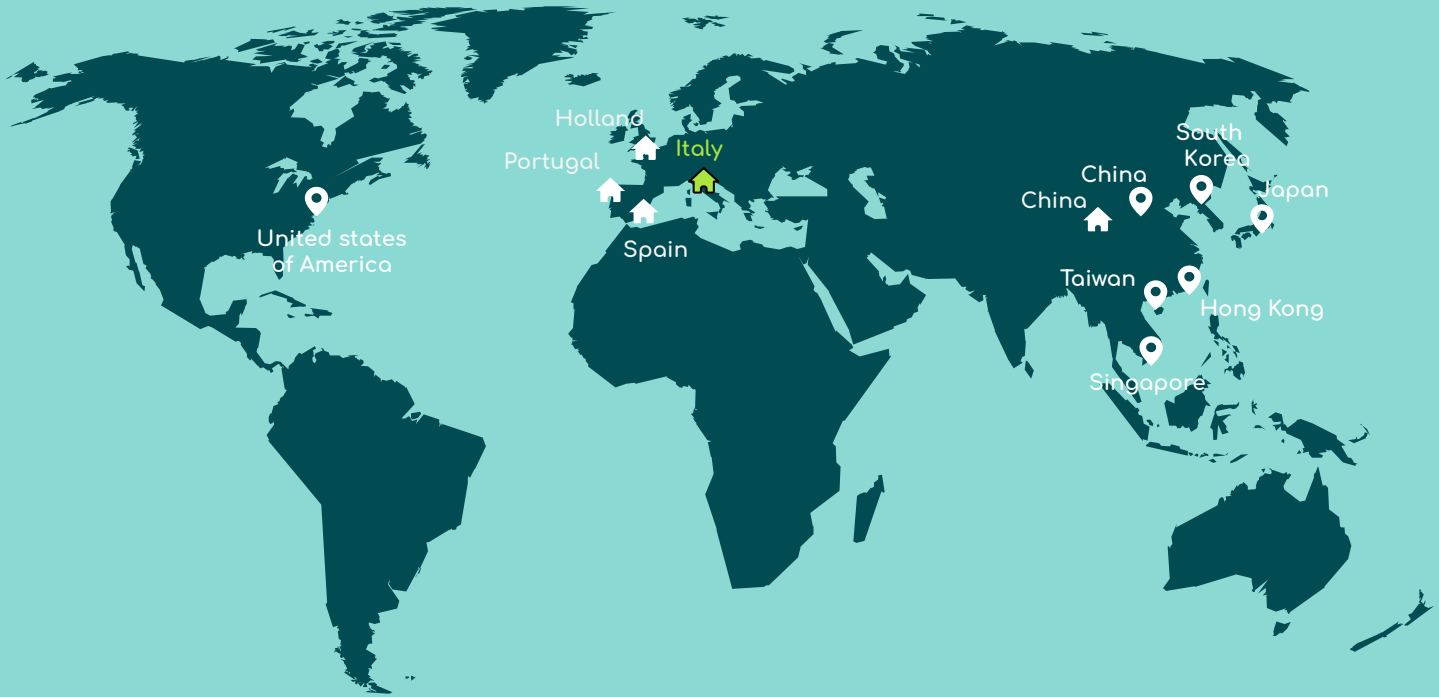 Holland
Italy
Portugal
Spain
United states
of America
South
Korea
China
Japan
China
Taiwan
Hong Kong
Singapore